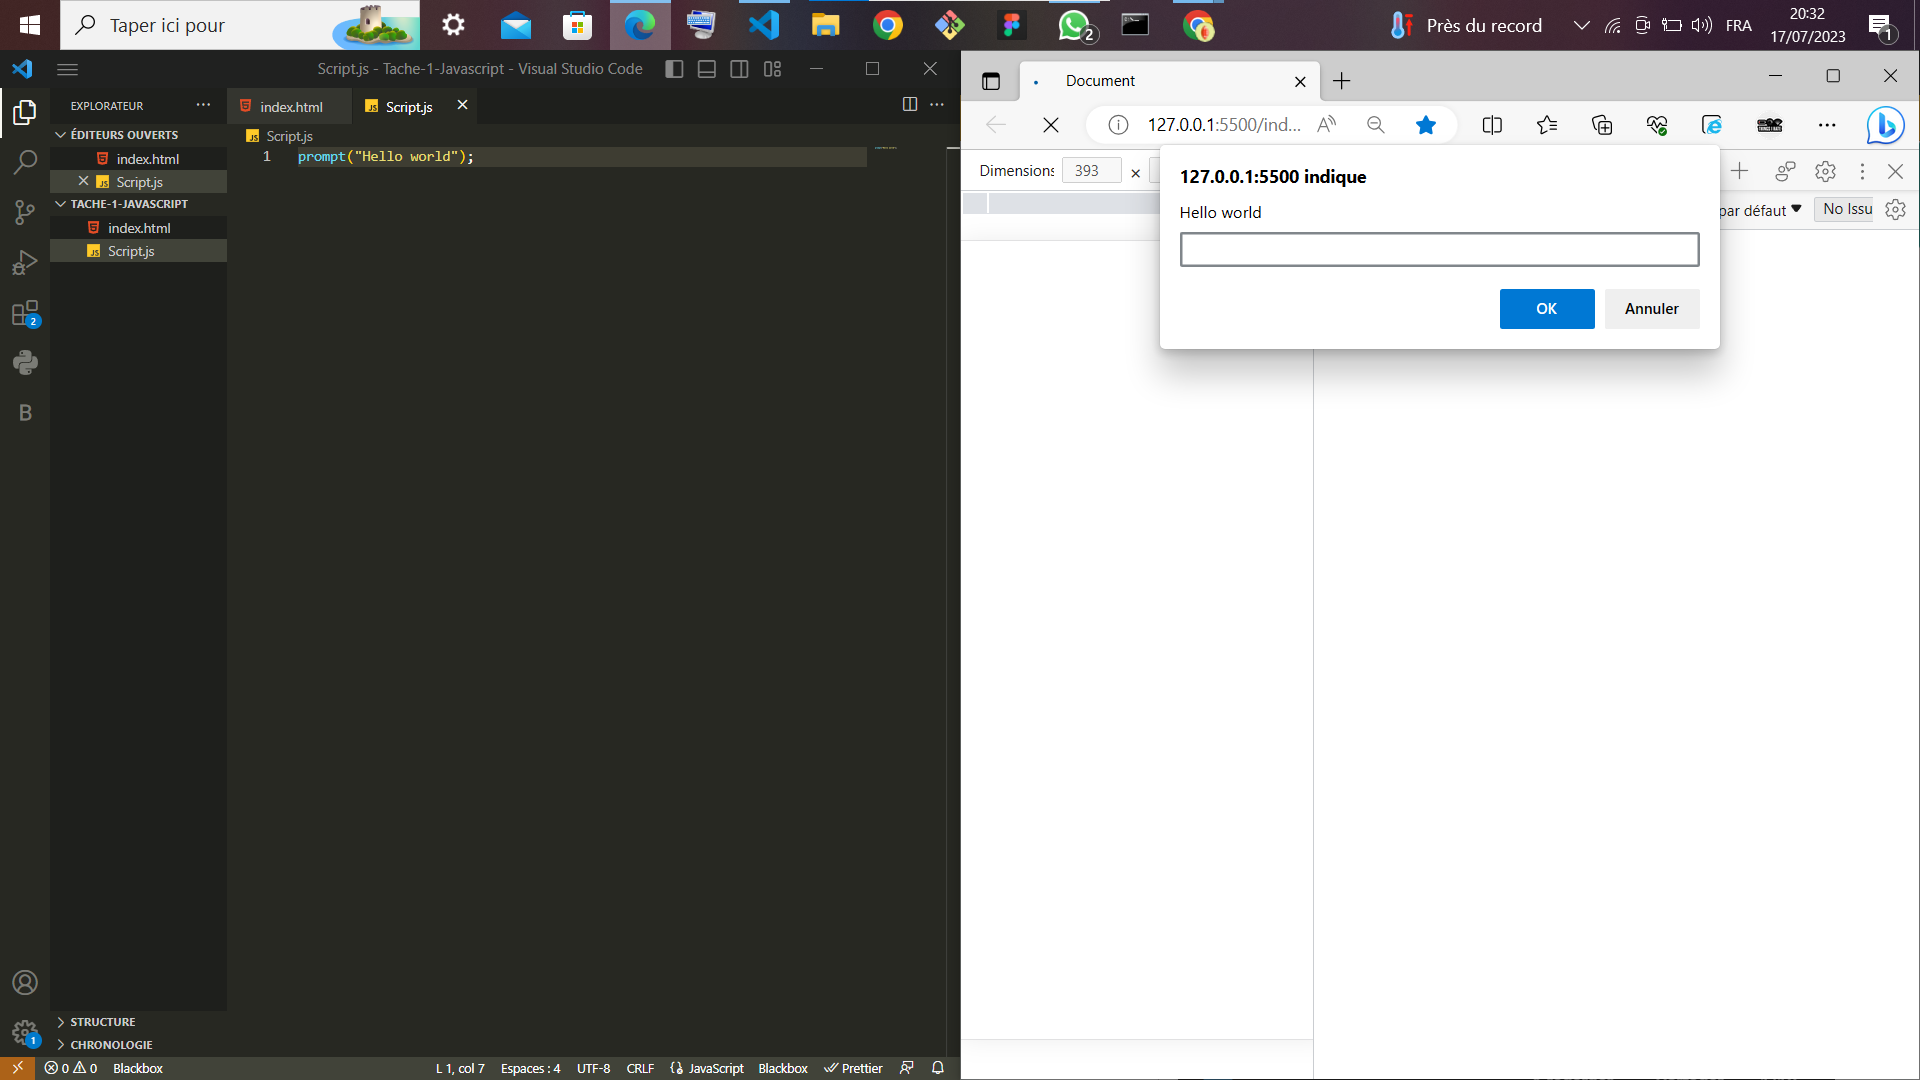 Taper ici pour
2
Près du record
FRA
20:32
17/07/2023
1
Script.js - Tache-1-Javascript - Visual Studio Code
EXPLORATEUR
ÉDITEURS OUVERTS
index.html
Script.js
TACHE-1-JAVASCRIPT
index.html
Script.js
2
B
STRUCTURE
CHRONOLOGIE
1
index.html
Script.js
Script.js
1 prompt("Hello world");
0 0 Blackbox
L 1, col 7 Espaces : 4 UTF-8 CRLF JavaScript Blackbox Prettier
Document
127.0.0.1:5500/ind...
Dimensions 393 ×
par défaut
No Issu
127.0.0.1:5500 indique
Hello world
OK
Annuler